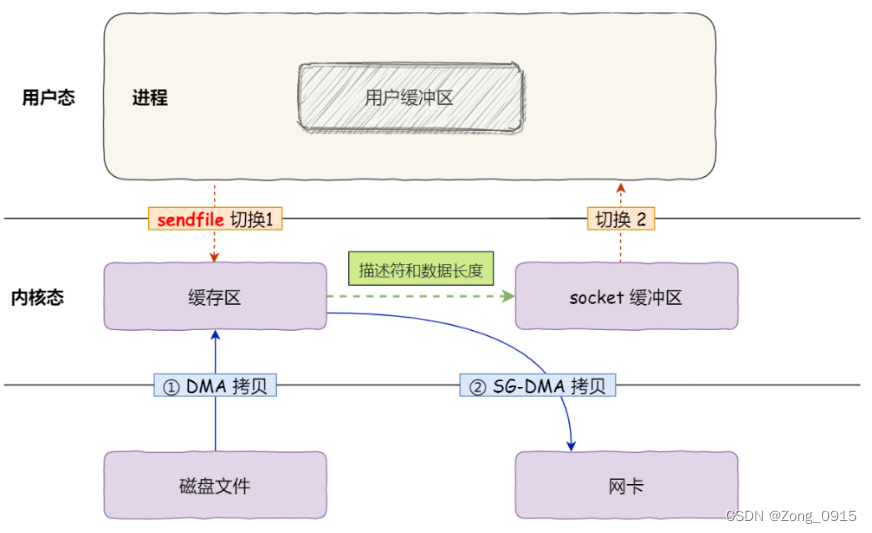 用户态
进程
用户缓冲区
sendfile 切换1
切换 2
内核态
缓存区
描述符和数据长度
socket 缓冲区
① DMA 拷贝
② SG-DMA 拷贝
磁盘文件
网卡
CSDN @Zong_0915